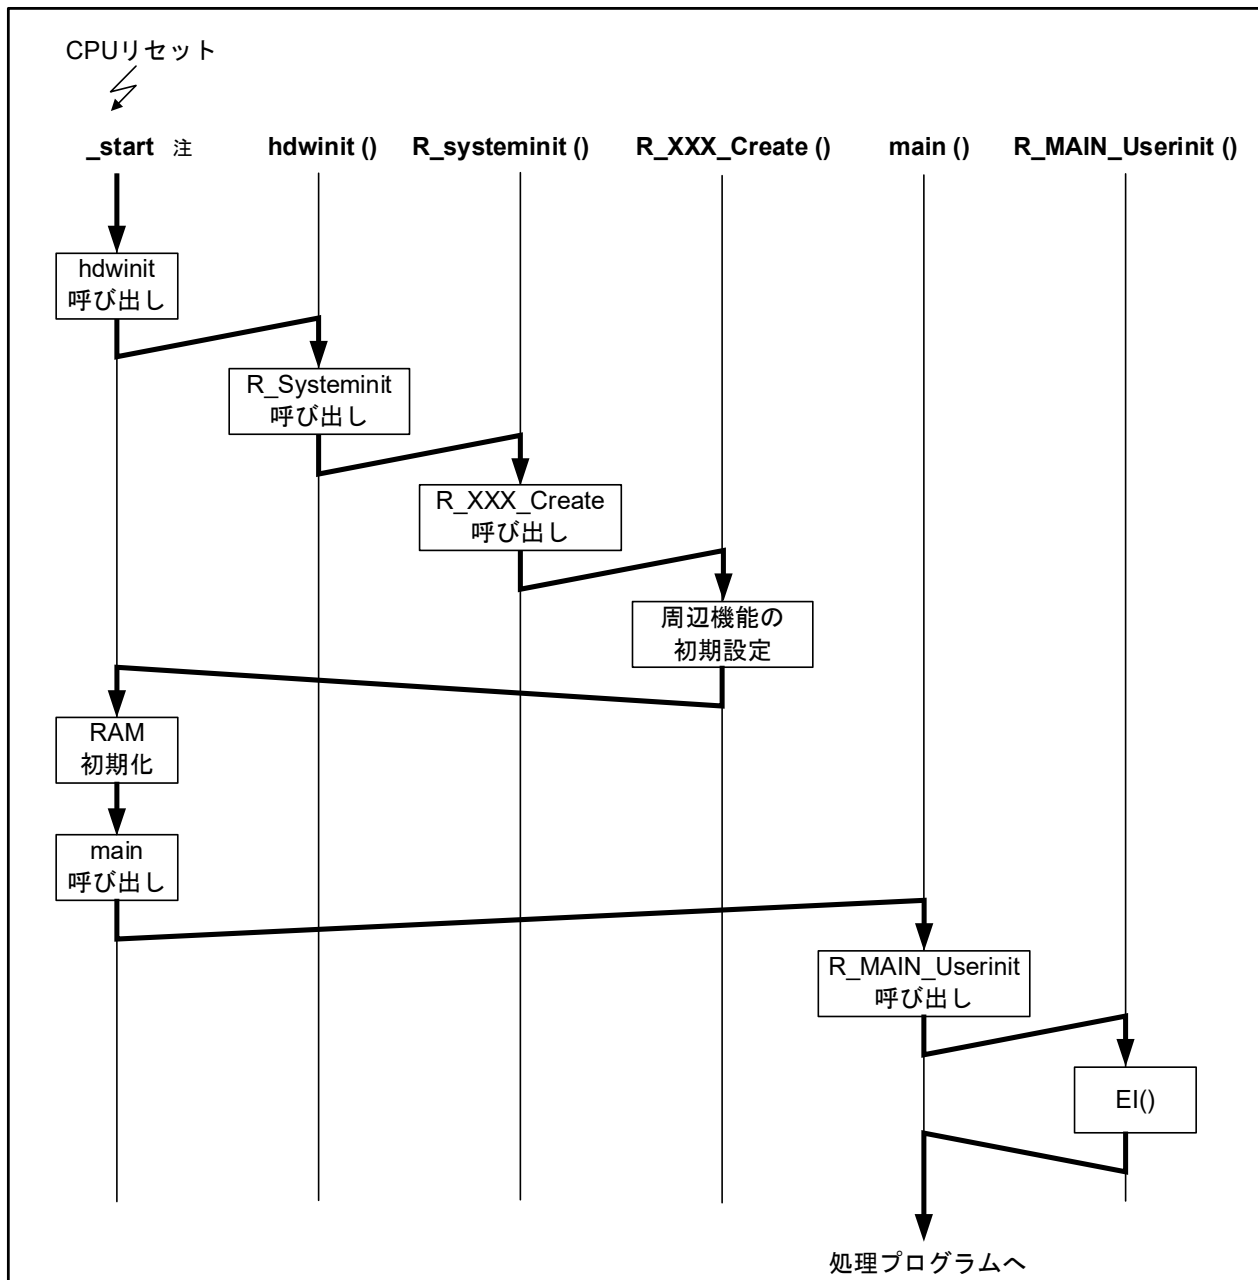 CPUリセット
_start 注 hdwinit () R_systeminit () R_XXX_Create () main () R_MAIN_Userinit ()
hdwinit
呼び出し
R_Systeminit
呼び出し
R_XXX_Create
呼び出し
周辺機能の
初期設定
RAM
初期化
main
呼び出し
R_MAIN_Userinit
呼び出し
EI()
処理プログラムへ